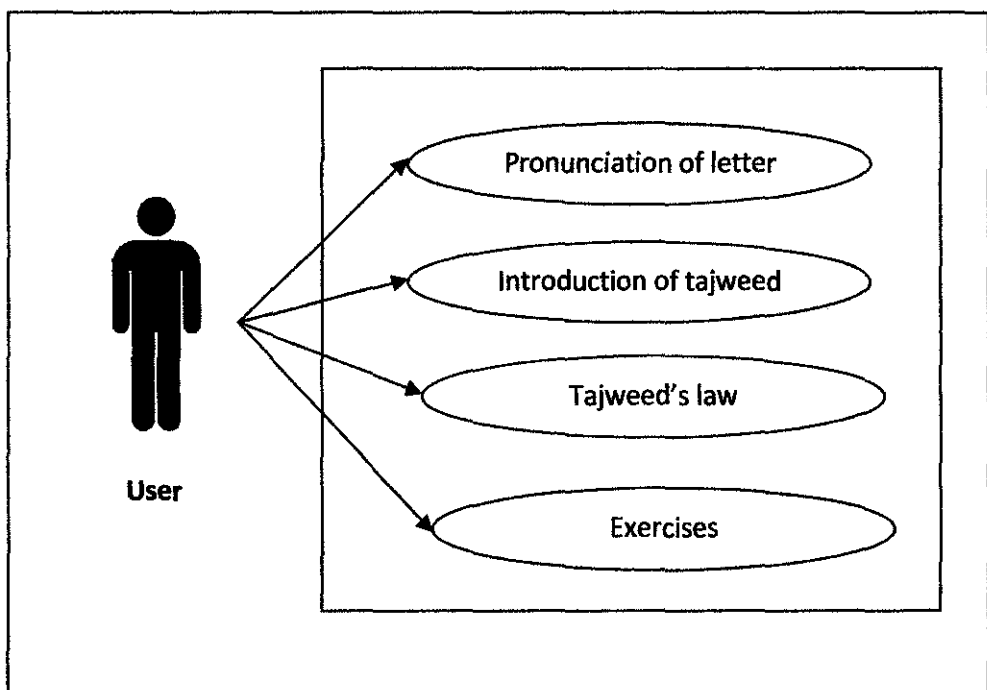 Pronunciation of letter
Introduction of tajweed
Tajweed's law
User
Exercises